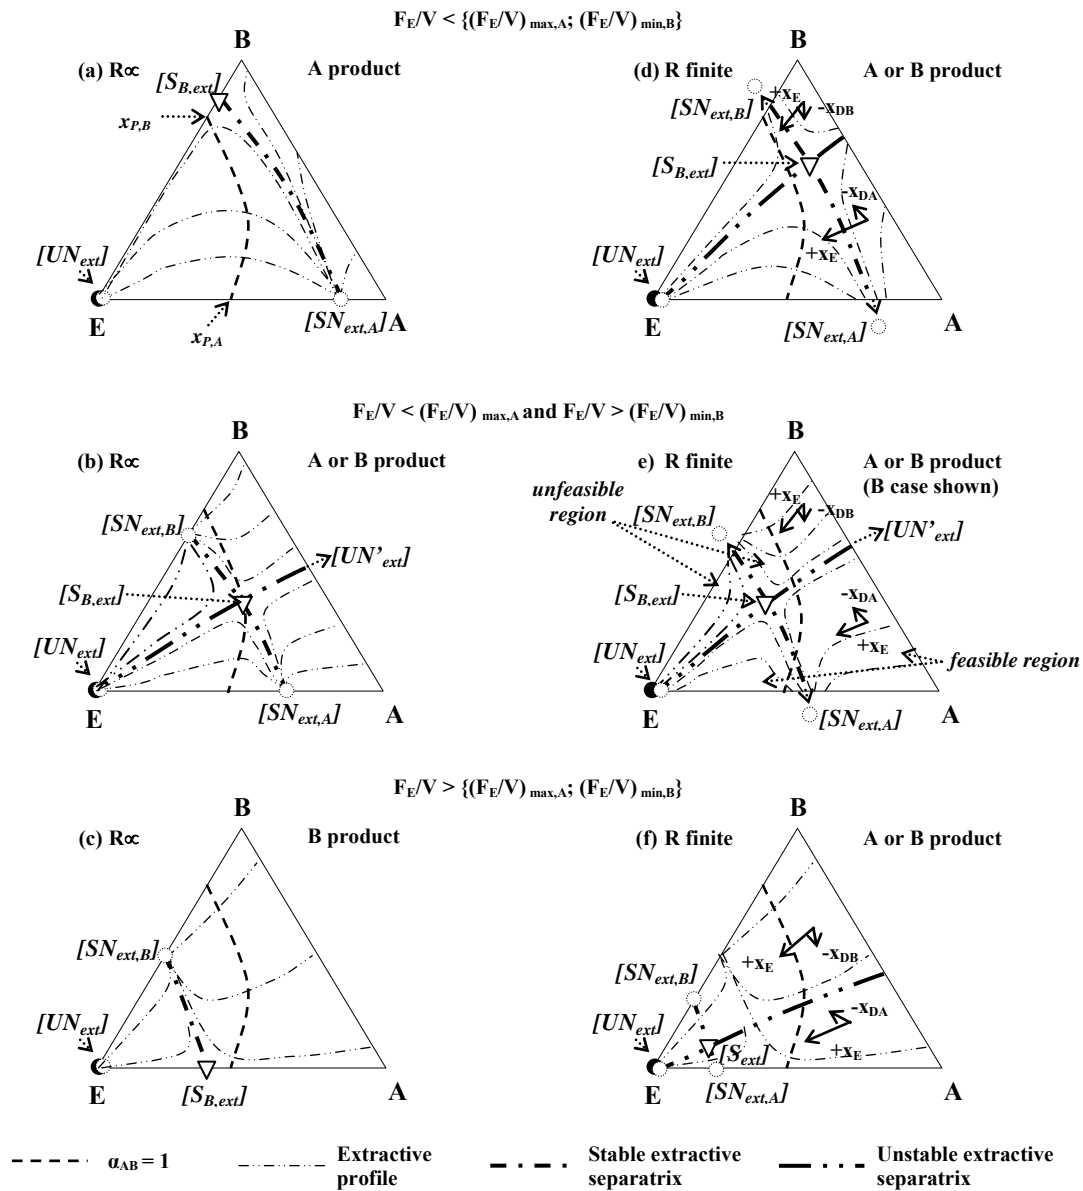 F_E/V < {(F_E/V)_max,A; (F_E/V)_min,B}
(a) R∝
A product
B
[S_B,ext]
x_P,B
[UN_ext]
E
x_P,A
[SN_ext,A]
A
(d) R finite
A or B product
B
+x_E
-x_DB
[SN_ext,B]
[S_B,ext]
-x_DA
+x_E
[UN_ext]
E
[SN_ext,A]
A
F_E/V < (F_E/V)_max,A and F_E/V > (F_E/V)_min,B
(b) R∝
A or B product
B
[SN_ext,B]
[UN'_ext]
[S_B,ext]
[UN_ext]
E
[SN_ext,A]
A
e) R finite
A or B product
(B case shown)
B
unfeasible
region
+x_E
-x_DB
[SN_ext,B]
[UN'_ext]
[S_B,ext]
-x_DA
+x_E
[UN_ext]
feasible region
E
[SN_ext,A]
A
F_E/V > {(F_E/V)_max,A; (F_E/V)_min,B}
(c) R∝
B product
B
[SN_ext,B]
[UN_ext]
E
[S_B,ext]
A
(f) R finite
A or B product
B
+x_E
-x_DB
[SN_ext,B]
-x_DA
[UN_ext]
+x_E
[S_ext]
E
[SN_ext,A]
A
α_AB = 1
Extractive
profile
Stable extractive
separatrix
Unstable extractive
separatrix